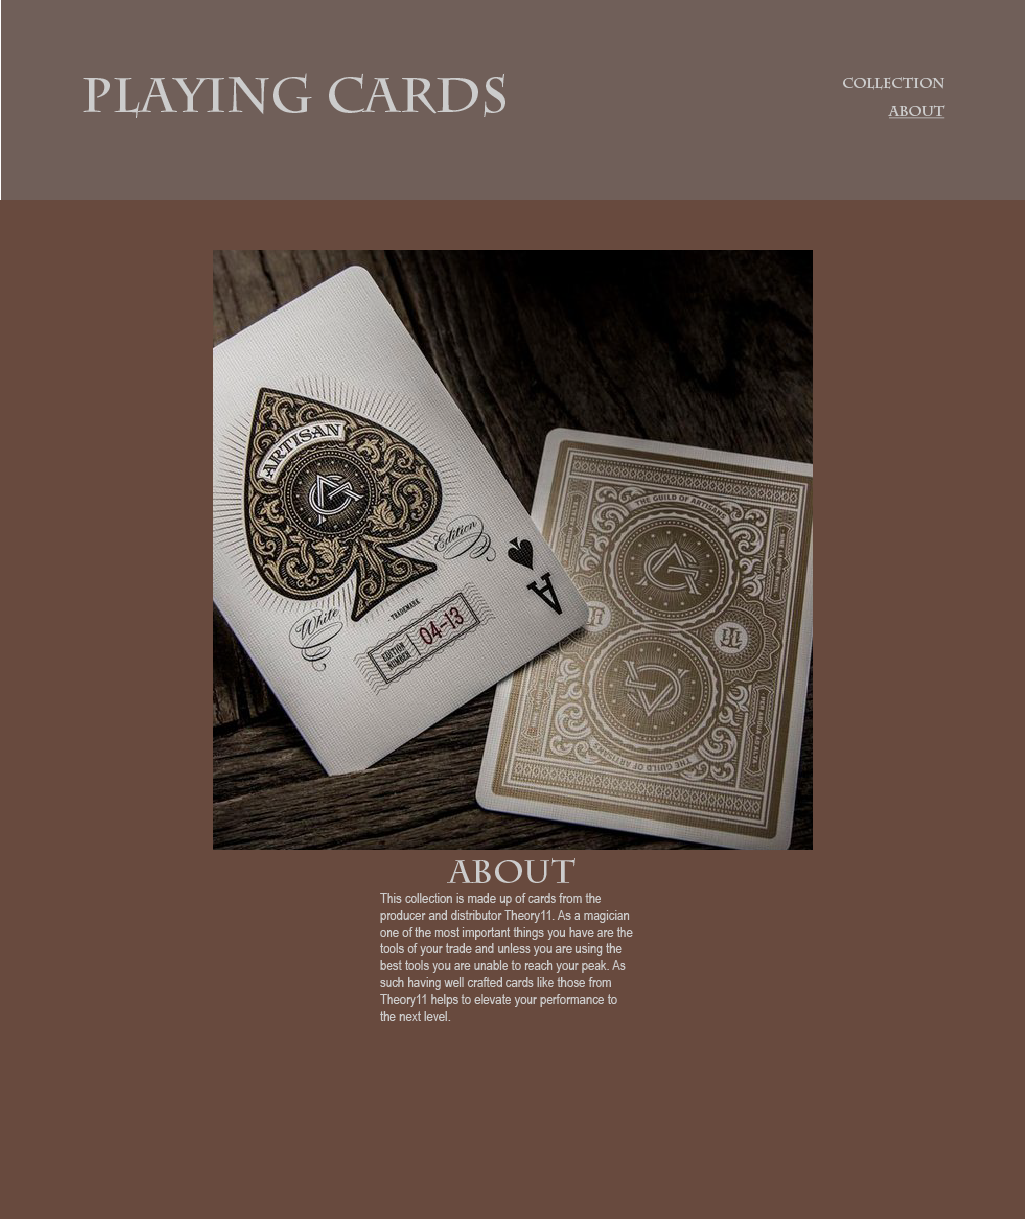 PLAYING CARDS
COLLECTION
ABOUT
ARTISAN
Edition
White
· TRADEMARK ·
EDITION
NUMBER
04-13
A
THE GUILD OF ARTISANS
THE GUILD OF ARTISANS
ABOUT
This collection is made up of cards from the
producer and distributor Theory11. As a magician
one of the most important things you have are the
tools of your trade and unless you are using the
best tools you are unable to reach your peak. As
such having well crafted cards like those from
Theory11 helps to elevate your performance to
the next level.